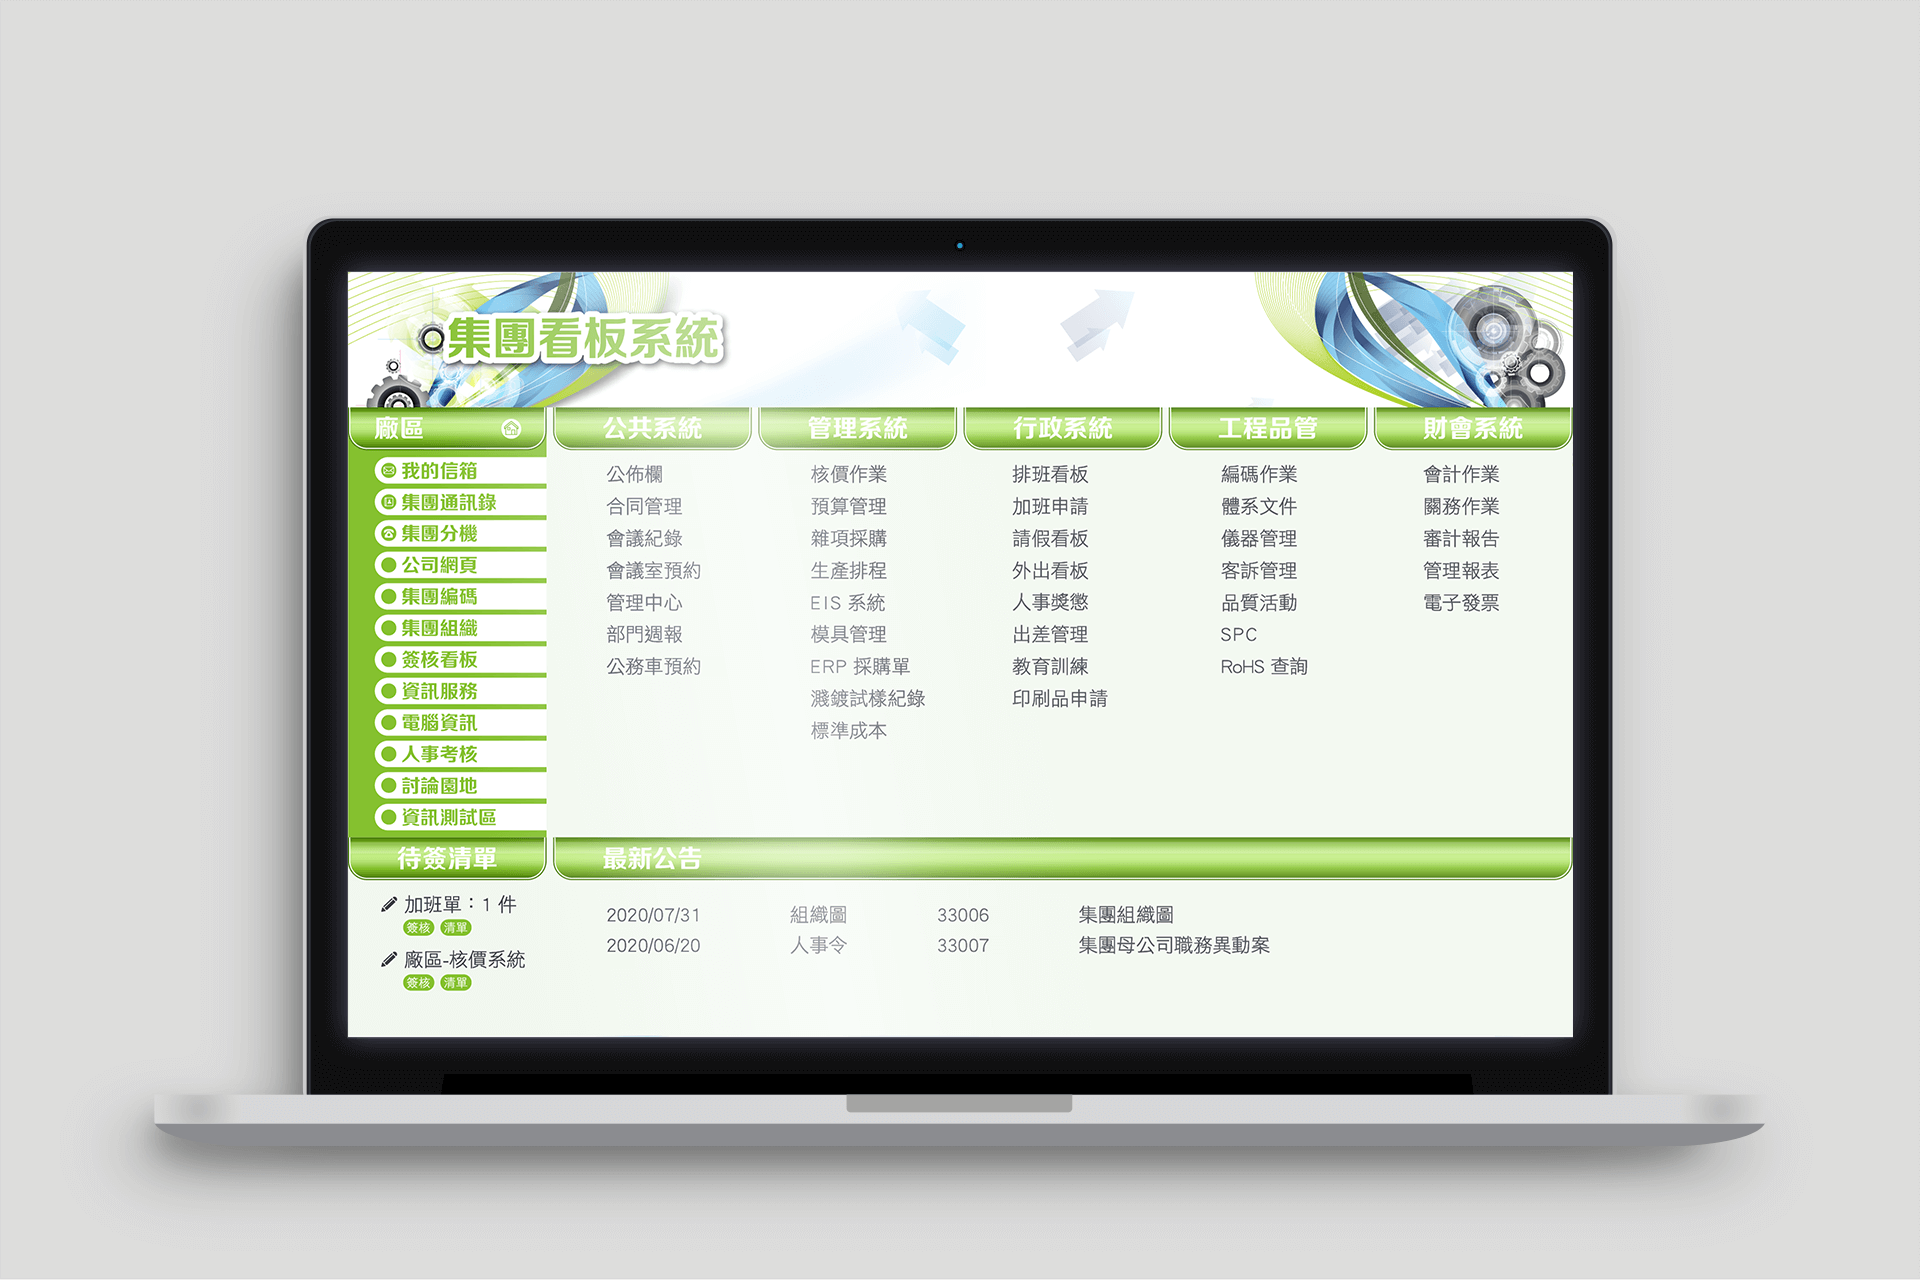 集團看板系統
廠區
我的信箱
集團通訊錄
集團分機
公司網頁
集團編碼
集團組織
簽核看板
資訊服務
電腦資訊
人事考核
討論園地
資訊測試區
公共系統
公佈欄
合同管理
會議紀錄
會議室預約
管理中心
部門週報
公務車預約
管理系統
核價作業
預算管理
雜項採購
生產排程
EIS 系統
模具管理
ERP 採購單
濺鍍試樣紀錄
標準成本
行政系統
排班看板
加班申請
請假看板
外出看板
人事獎懲
出差管理
教育訓練
印刷品申請
工程品管
編碼作業
體系文件
儀器管理
客訴管理
品質活動
SPC
RoHS 查詢
財會系統
會計作業
關務作業
審計報告
管理報表
電子發票
待簽清單
加班單：1 件
簽核 清單
廠區-核價系統
簽核 清單
最新公告
2020/07/31 組織圖 33006 集團組織圖
2020/06/20 人事令 33007 集團母公司職務異動案